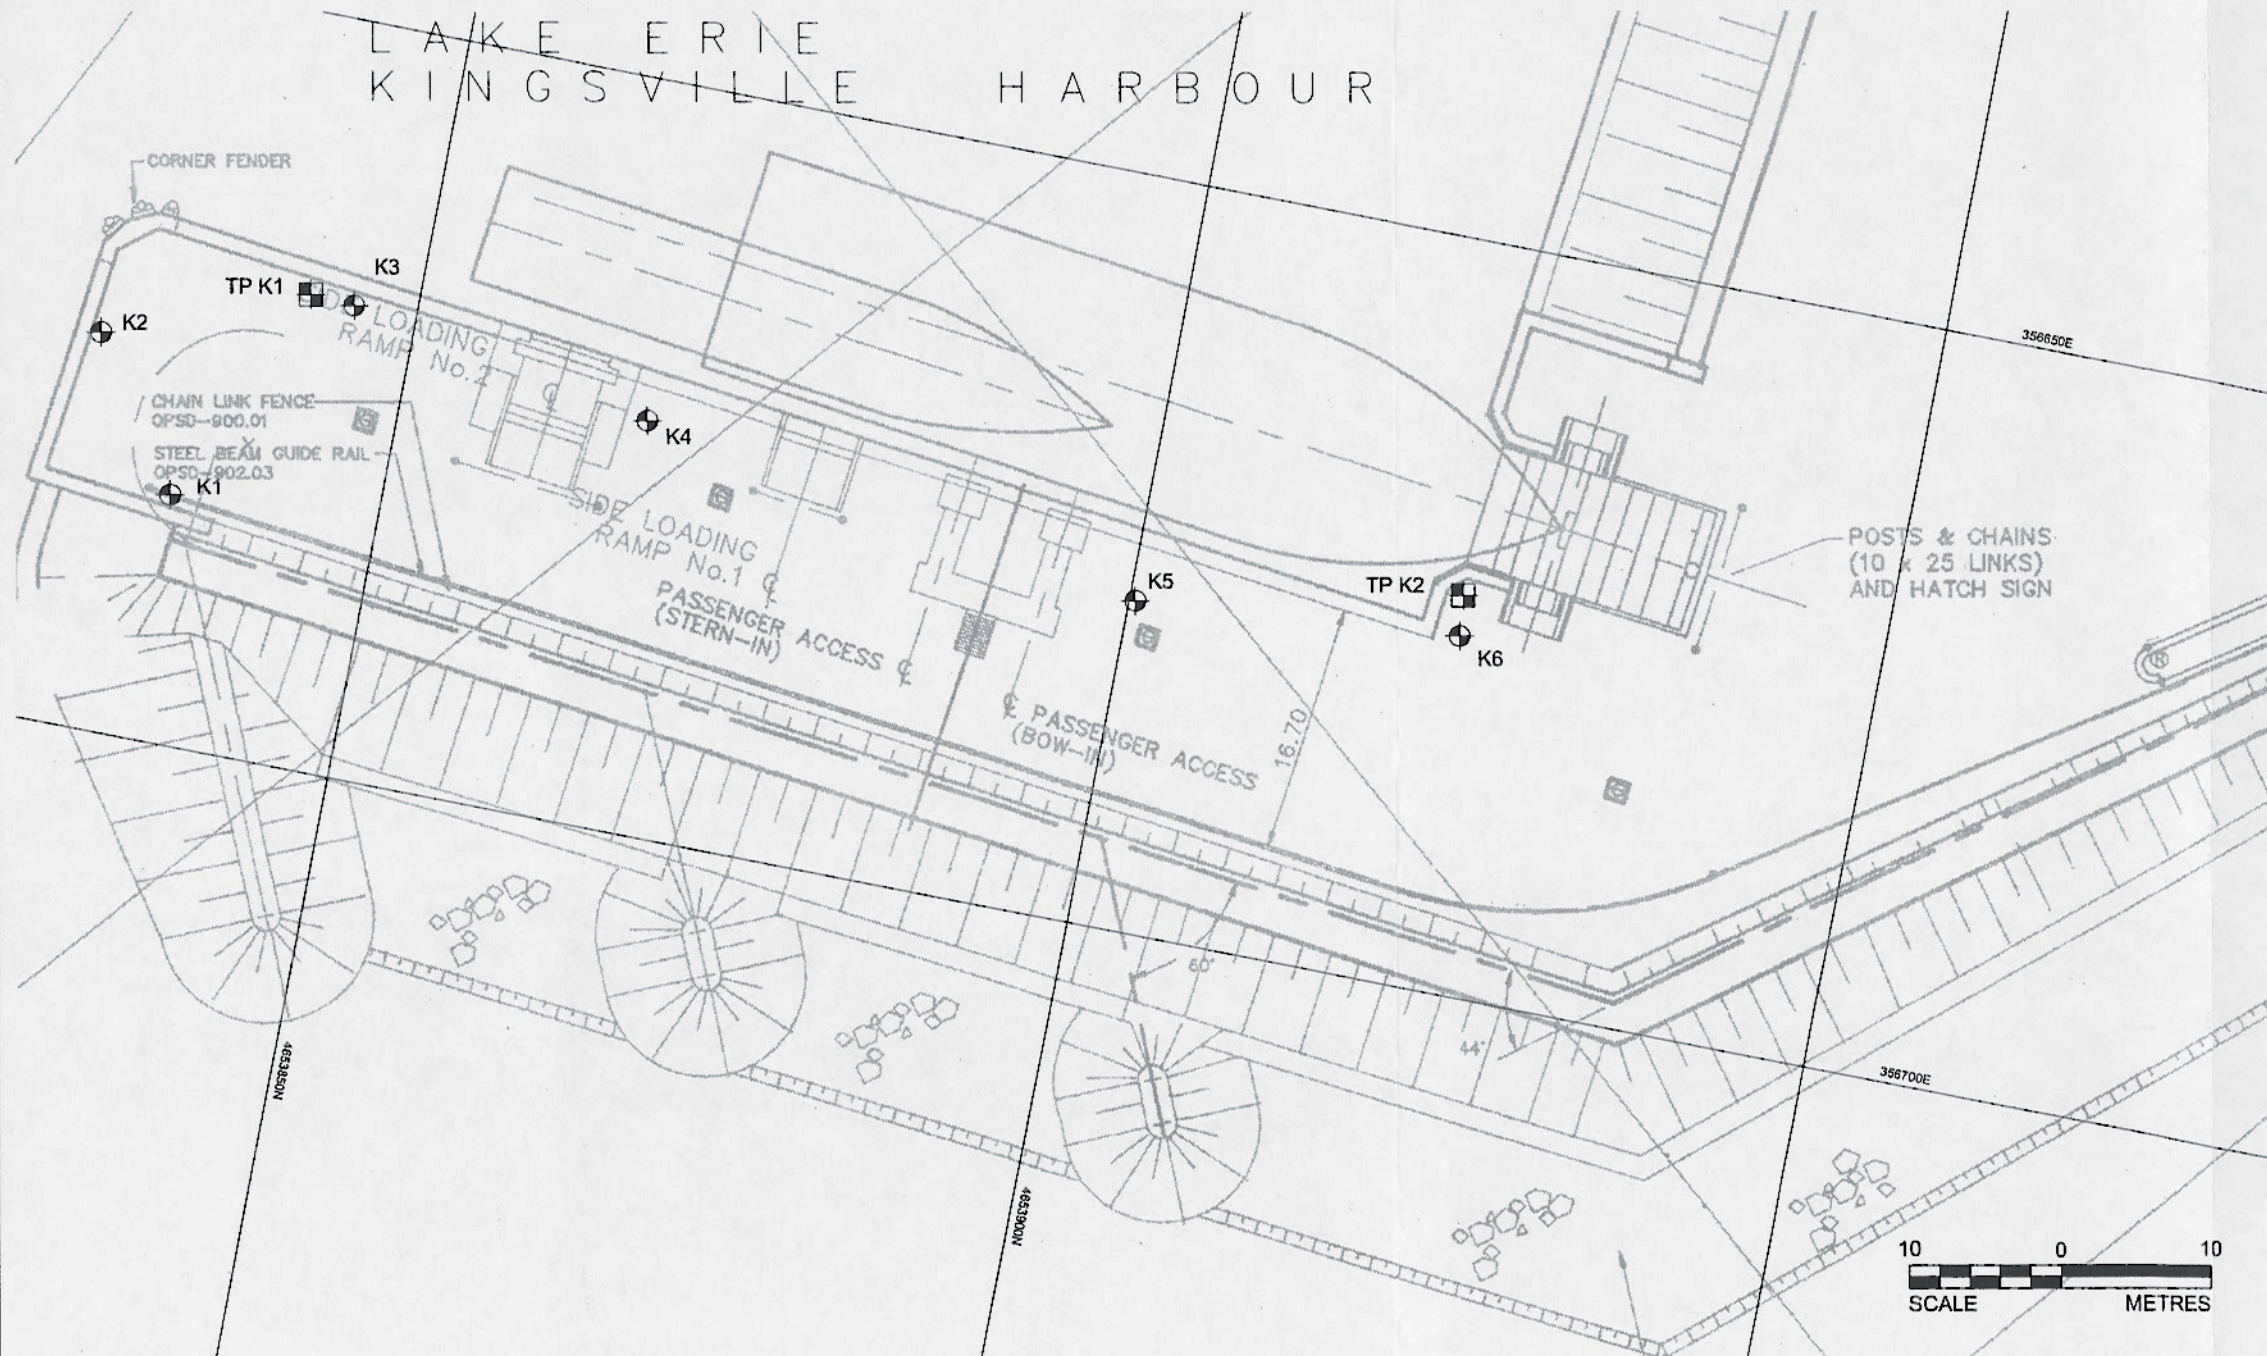 LAKE ERIE
KINGSVILLE HARBOUR
CORNER FENDER
K3
TP K1
K2
SIDE LOADING
RAMP No.2
CHAIN LINK FENCE
OPSD-900.01
STEEL BEAM GUIDE RAIL
OPSD-902.03
K1
K4
SIDE LOADING
RAMP No.1
PASSENGER ACCESS
(STERN-IN)
K5
TP K2
K6
PASSENGER ACCESS
(BOW-IN)
16.70
POSTS & CHAINS
(10 x 25 LINKS)
AND HATCH SIGN
356650E
R
60°
44°
4653850N
4653900N
356700E
10 0 10
SCALE METRES